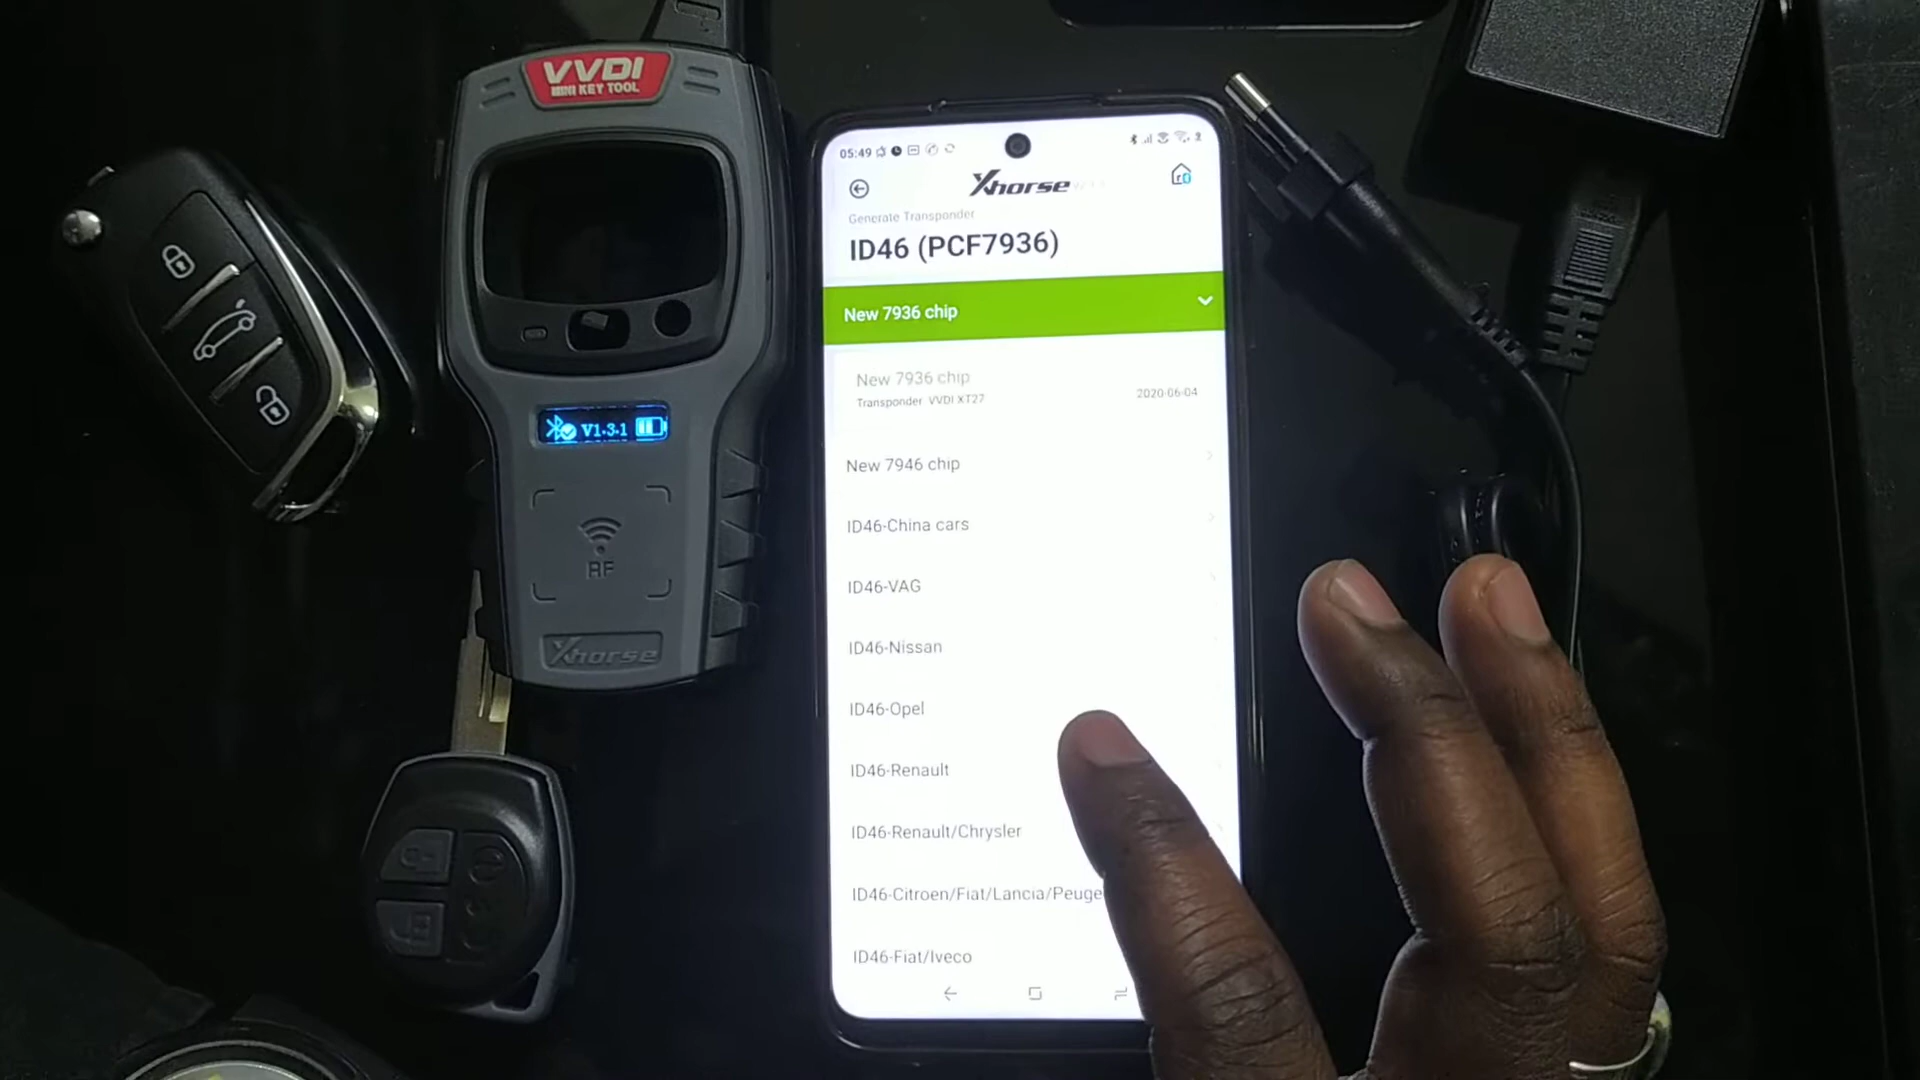 VVDI
MINI KEY TOOL
V1.3.1
RF
Xhorse
05:49
Xhorse
Generate Transponder
ID46 (PCF7936)
New 7936 chip
New 7936 chip
Transponder VVDI XT27
2020-06-04
New 7946 chip
ID46-China cars
ID46-VAG
ID46-Nissan
ID46-Opel
ID46-Renault
ID46-Renault/Chrysler
ID46-Citroen/Fiat/Lancia/Peuge
ID46-Fiat/Iveco